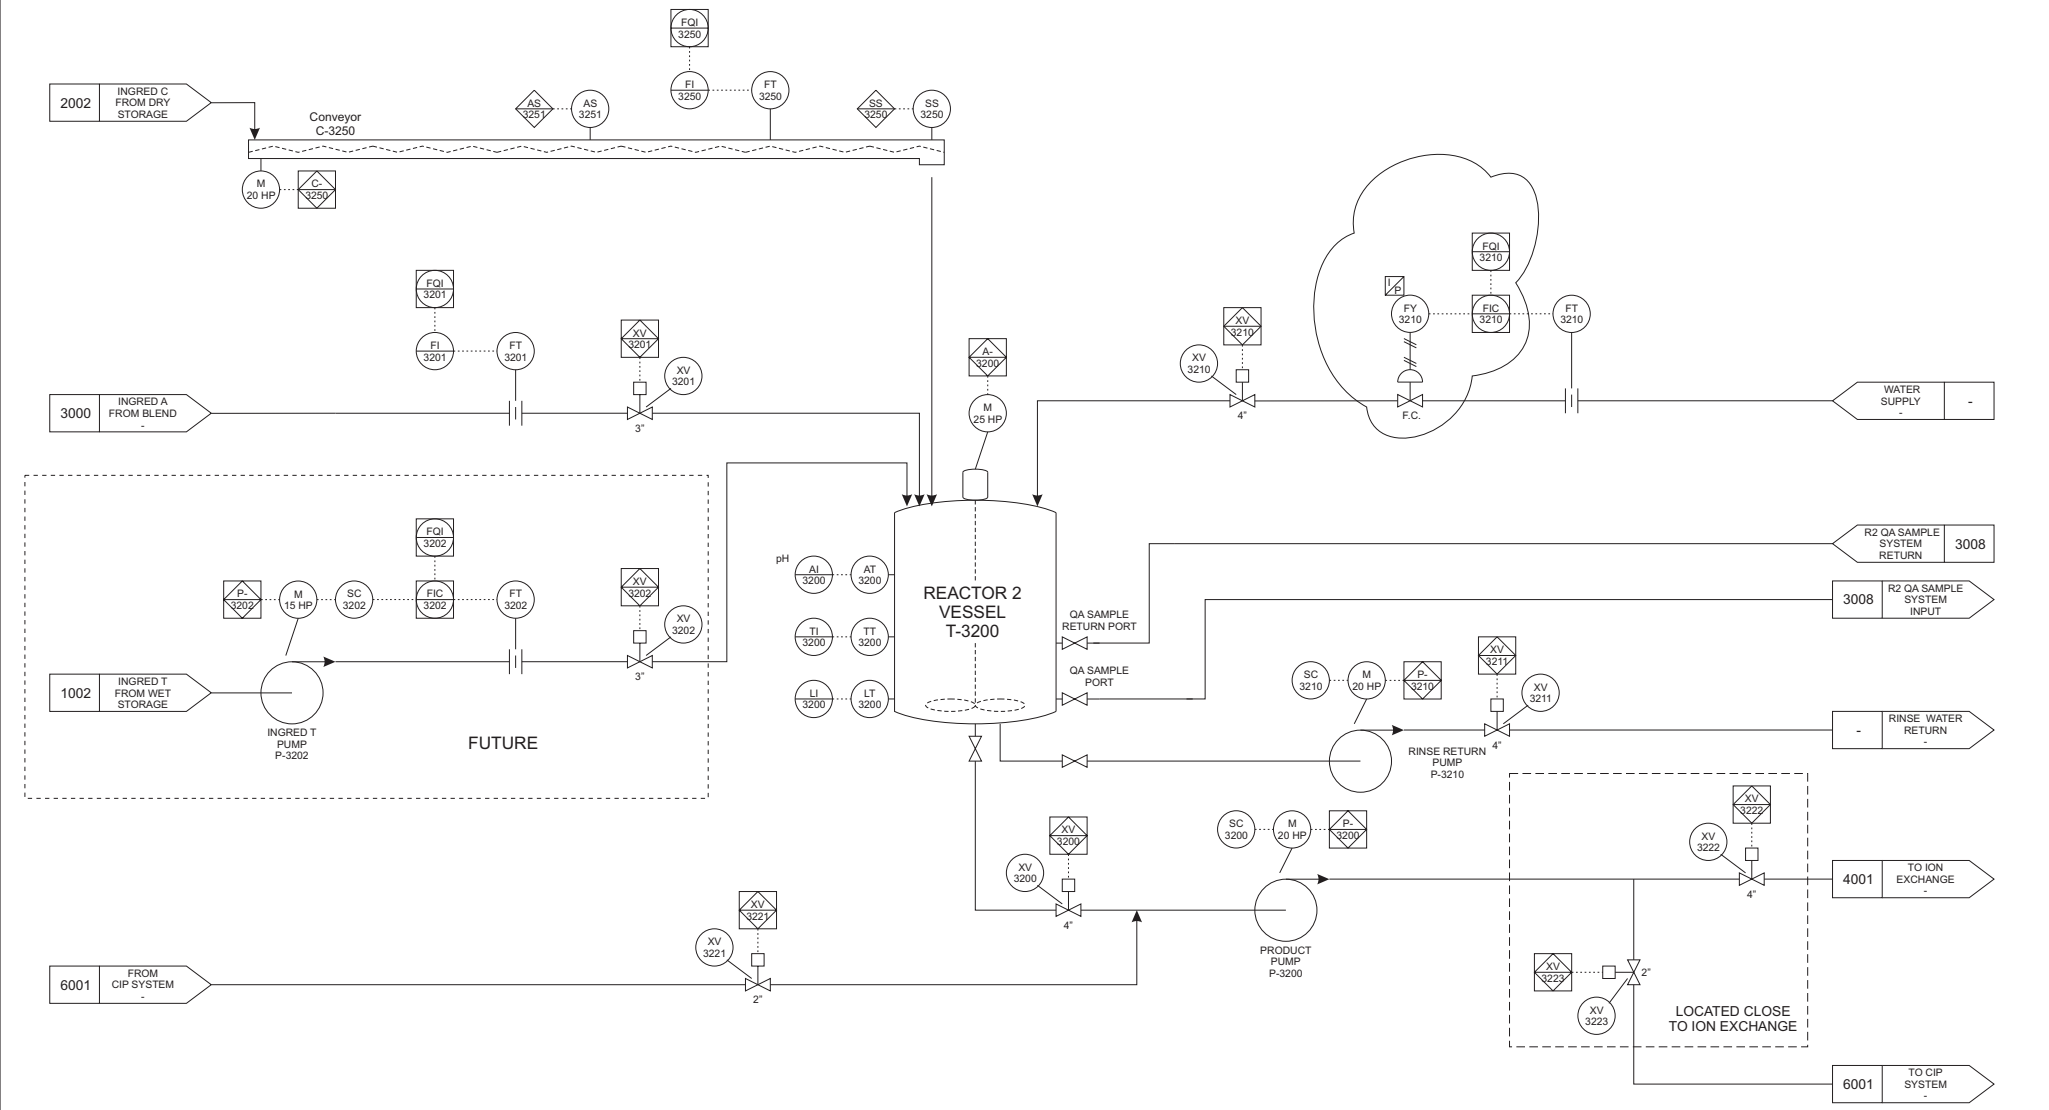 FQI
3250
FI
3250
FT
3250
2002
INGRED C
FROM DRY
STORAGE
Conveyor
C-3250
AS
3251
AS
3251
SS
3250
SS
3250
M
20 HP
C-
3250
FQI
3201
FI
3201
FT
3201
XV
3201
XV
3201
3000
INGRED A
FROM BLEND
-
3"
A-
3200
M
25 HP
FQI
3210
I
P
FY
3210
FIC
3210
FT
3210
XV
3210
XV
3210
4"
F.C.
WATER
SUPPLY
-
-
FQI
3202
P-
3202
M
15 HP
SC
3202
FIC
3202
FT
3202
XV
3202
XV
3202
3"
1002
INGRED T
FROM WET
STORAGE
INGRED T
PUMP
P-3202
FUTURE
pH
AI
3200
AT
3200
TI
3200
TT
3200
LI
3200
LT
3200
REACTOR 2
VESSEL
T-3200
QA SAMPLE
RETURN PORT
QA SAMPLE
PORT
R2 QA SAMPLE
SYSTEM
RETURN
3008
3008
R2 QA SAMPLE
SYSTEM
INPUT
SC
3210
M
20 HP
P-
3210
XV
3211
XV
3211
4"
RINSE RETURN
PUMP
P-3210
-
RINSE WATER
RETURN
-
XV
3200
XV
3200
4"
SC
3200
M
20 HP
P-
3200
PRODUCT
PUMP
P-3200
XV
3222
XV
3222
4"
4001
TO ION
EXCHANGE
-
XV
3221
XV
3221
2"
6001
FROM
CIP SYSTEM
-
XV
3223
XV
3223
2"
LOCATED CLOSE
TO ION EXCHANGE
6001
TO CIP
SYSTEM
-